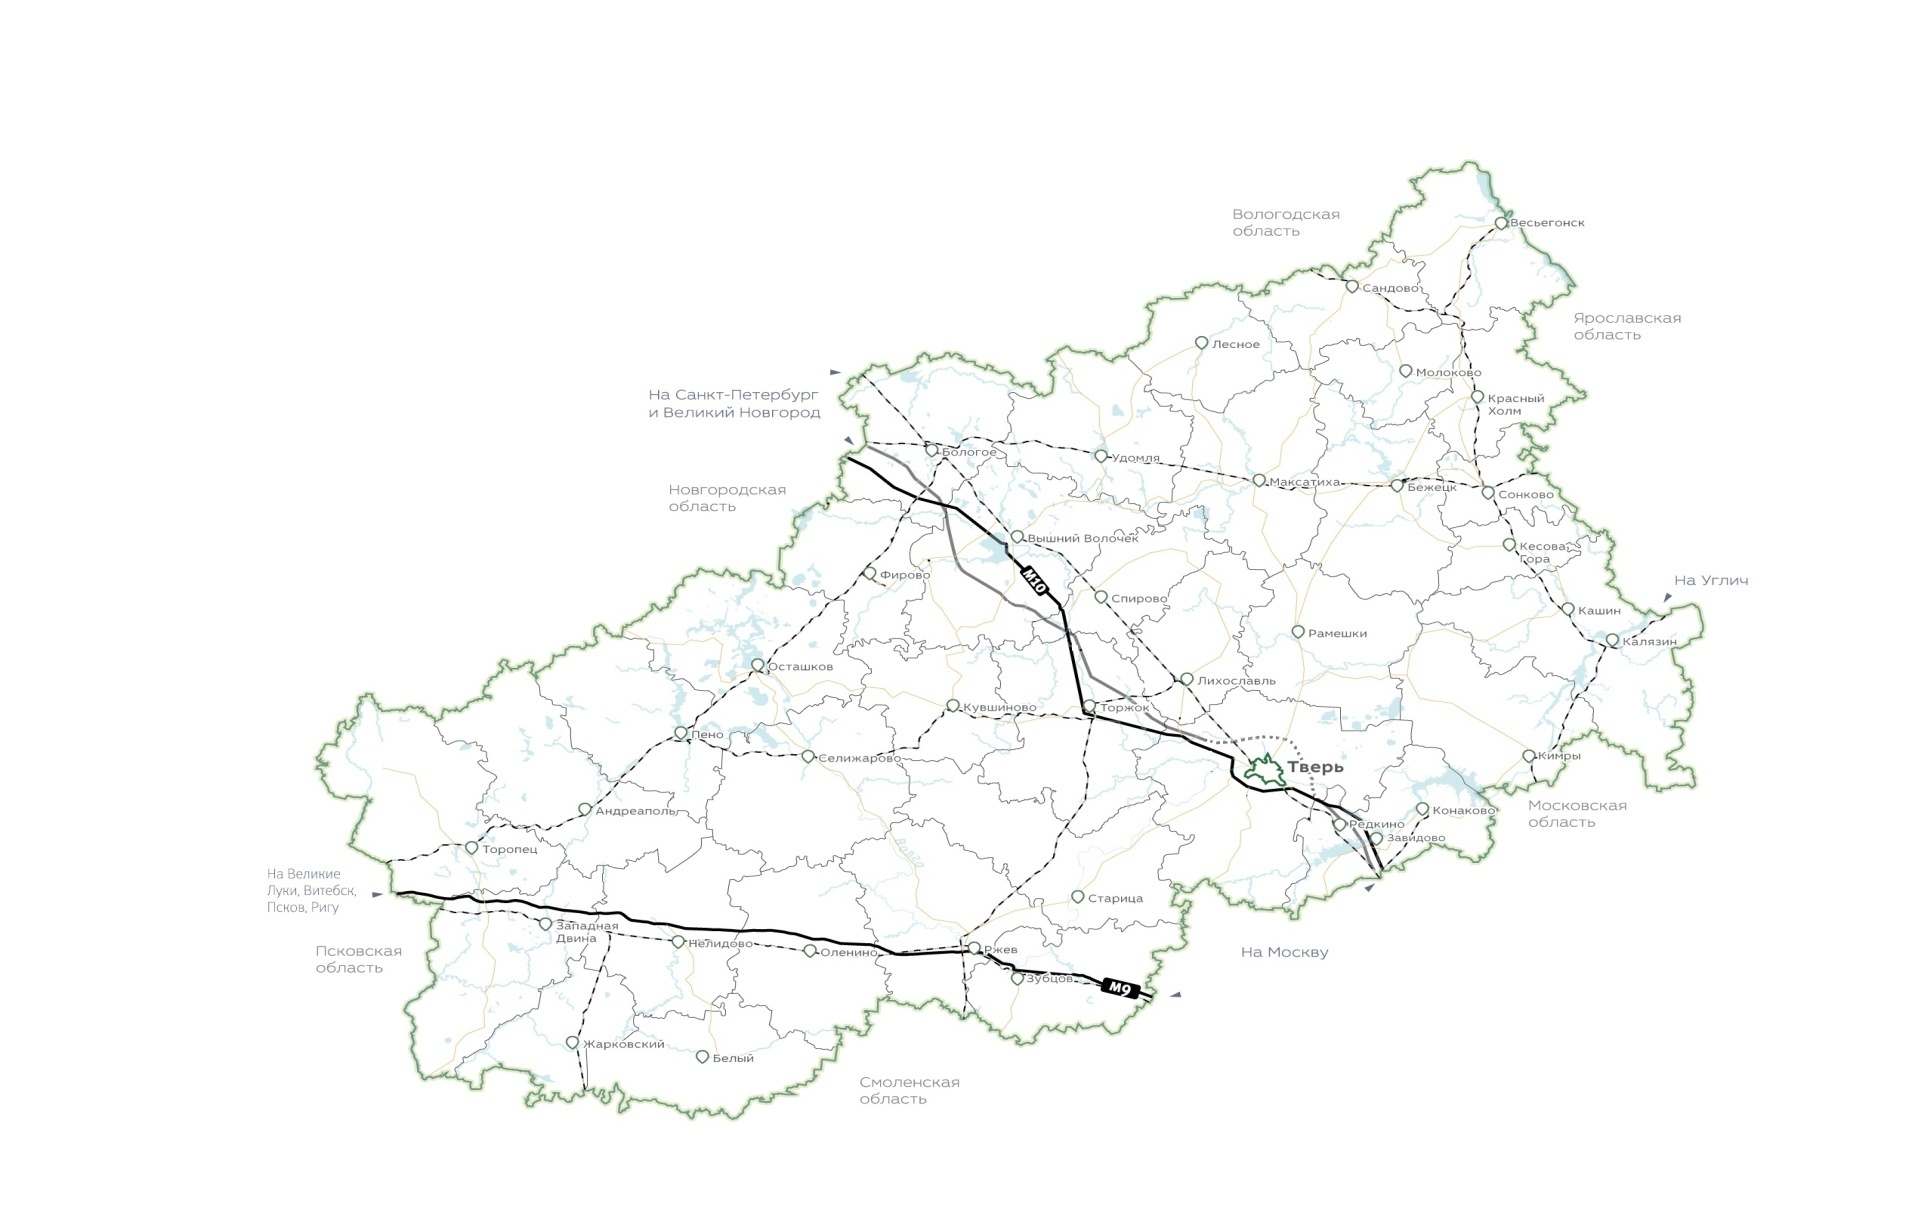 Вологодская
область
Весьегонск
Сандово
Ярославская
область
Лесное
Молоково
На Санкт-Петербург
и Великий Новгород
Красный
Холм
Бологое
Удомля
Максатиха
Бежецк
Сонково
Новгородская
область
Вышний Волочек
Кесова
Гора
Фирово
М10
На Углич
Спирово
Кашин
Рамешки
Калязин
Осташков
Лихославль
Кувшиново
Торжок
Пено
Селижарово
Кимры
Тверь
Московская
область
Андреаполь
Конаково
Редкино
Завидово
Торопец
Волга
На Великие
Луки, Витебск,
Псков, Ригу
Старица
Западная
Двина
Нелидово
Оленино
Ржев
Псковская
область
На Москву
Зубцов
М9
Жарковский
Белый
Смоленская
область